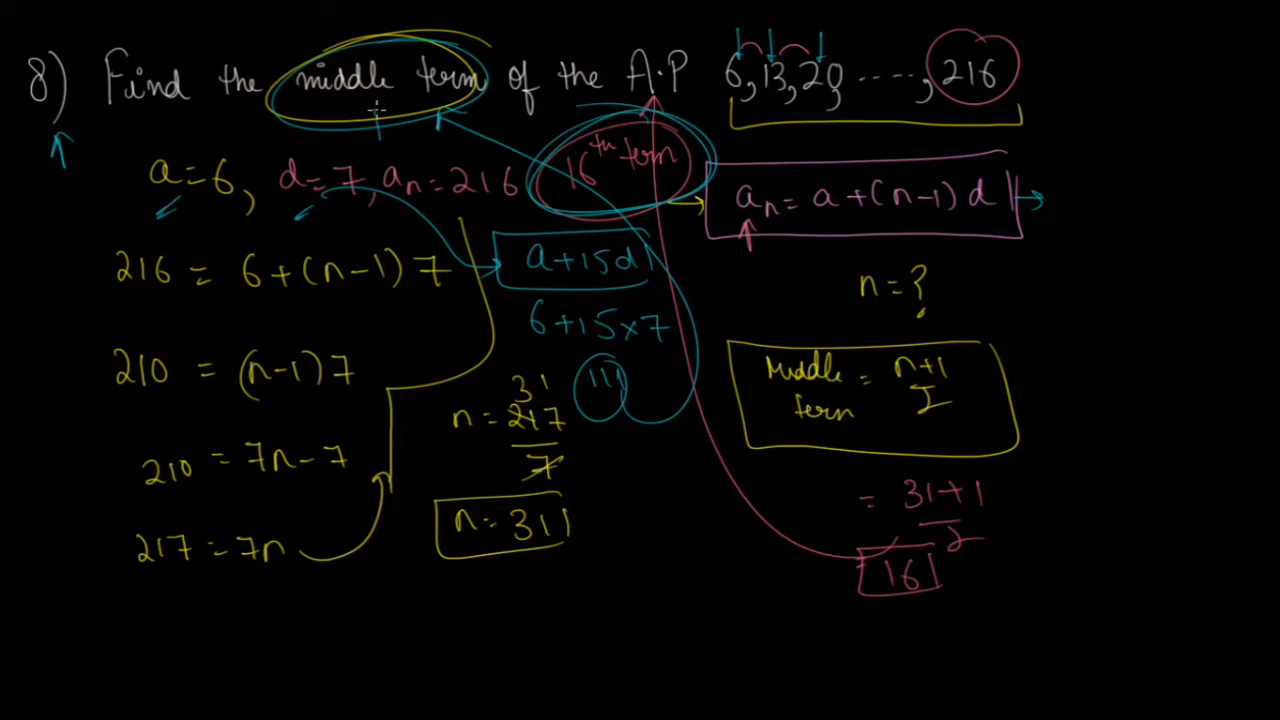 8) Find the middle term of the A.P 6, 13, 20, ....., 216
a=6, d=7, an=216
16th term
an = a+(n-1) d
216 = 6+(n-1) 7
a+15d
n = ?
6+15×7
210 = (n-1) 7
111
Middle term = n+1/2
31
n = 217/7
210 = 7n-7
n = 31
= 31+1/2
217 = 7n
16